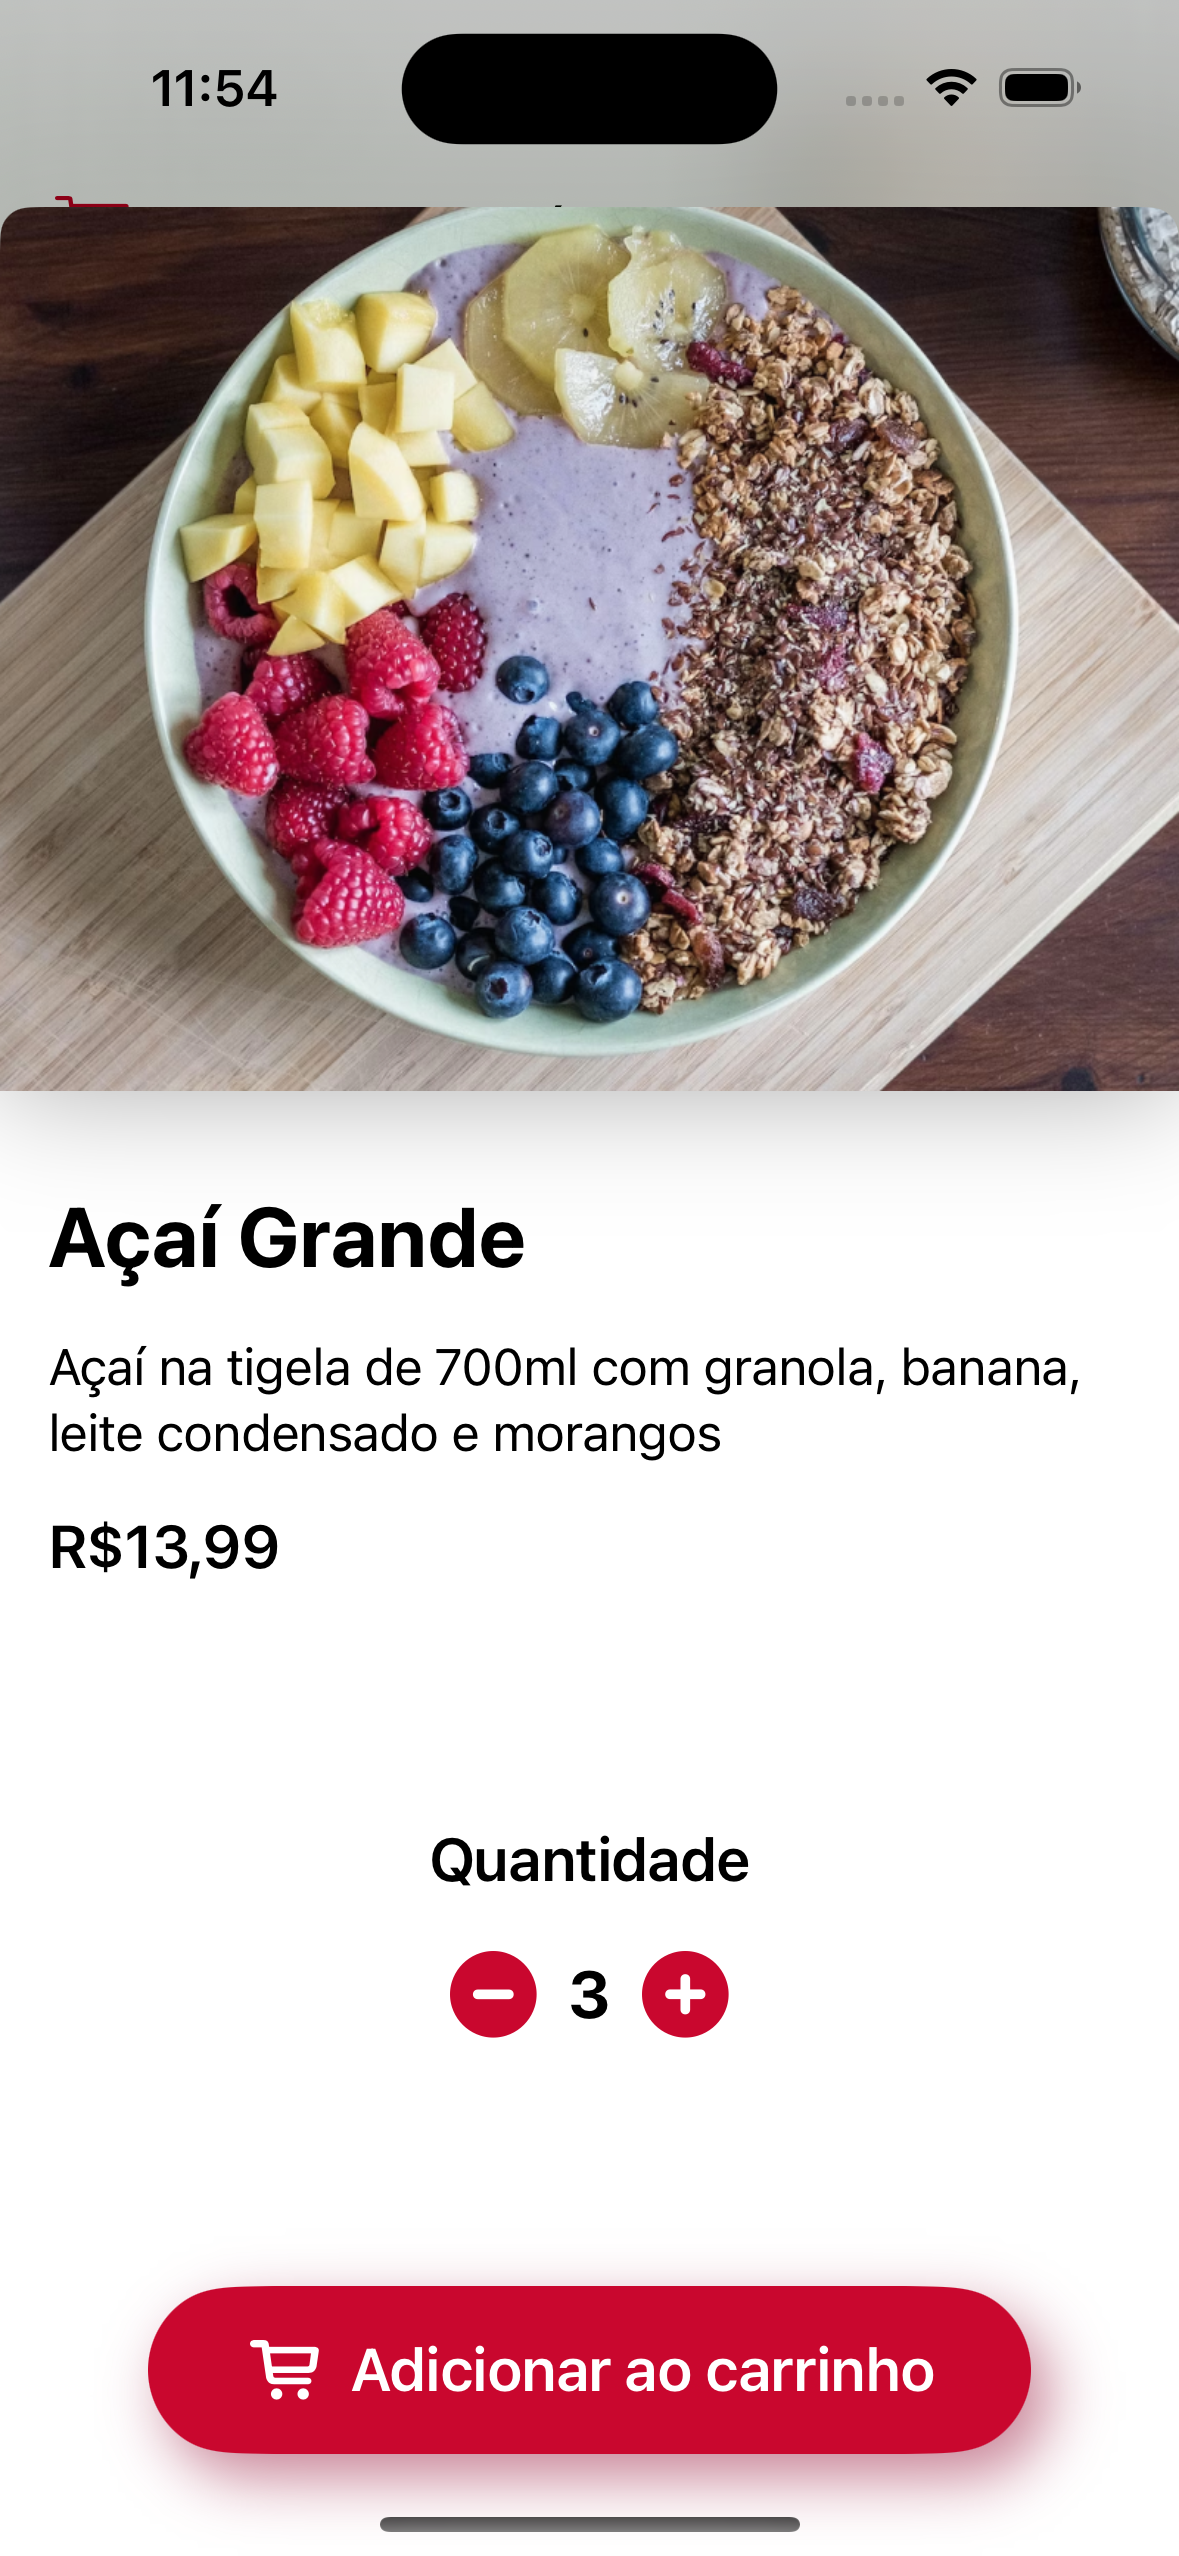 11:54
Açaí Grande
Açaí na tigela de 700ml com granola, banana,
leite condensado e morangos
R$13,99
Quantidade
3
Adicionar ao carrinho